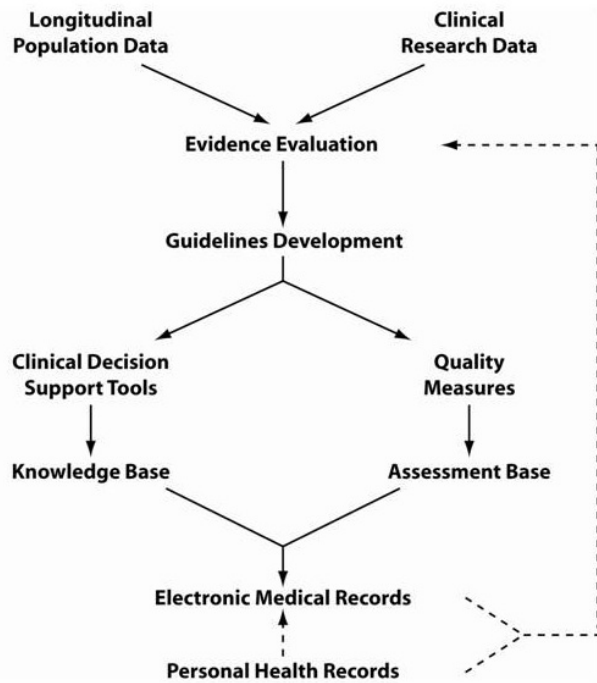 Longitudinal
Population Data
Clinical
Research Data
Evidence Evaluation
Guidelines Development
Clinical Decision
Support Tools
Quality
Measures
Knowledge Base
Assessment Base
Electronic Medical Records
Personal Health Records